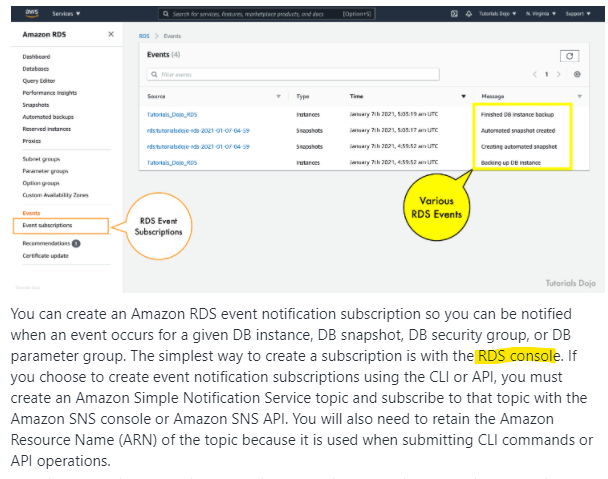 aws
Services
Search for services, features, marketplace products, and docs [Option+S]
Tutorials Dojo
N. Virginia
Support
Amazon RDS
Dashboard
Databases
Query Editor
Performance Insights
Snapshots
Automated backups
Reserved instances
Proxies
Subnet groups
Parameter groups
Option groups
Custom Availability Zones
Events
Event subscriptions
Recommendations 1
Certificate update
RDS > Events
Events (4)
Filter events
< 1 >
Source Type Time Message
Tutorials_Dojo_RDS Instances January 7th 2021, 5:05:19 am UTC Finished DB Instance backup
rds:tutorialsdojo-rds-2021-01-07-04-59 Snapshots January 7th 2021, 5:05:17 am UTC Automated snapshot created
rds:tutorialsdojo-rds-2021-01-07-04-59 Snapshots January 7th 2021, 4:59:52 am UTC Creating automated snapshot
Tutorials_Dojo_RDS Instances January 7th 2021, 4:59:52 am UTC Backing up DB instance
RDS Event
Subscriptions
Various
RDS Events
Tutorials Dojo
You can create an Amazon RDS event notification subscription so you can be notified
when an event occurs for a given DB instance, DB snapshot, DB security group, or DB
parameter group. The simplest way to create a subscription is with the RDS console. If
you choose to create event notification subscriptions using the CLI or API, you must
create an Amazon Simple Notification Service topic and subscribe to that topic with the
Amazon SNS console or Amazon SNS API. You will also need to retain the Amazon
Resource Name (ARN) of the topic because it is used when submitting CLI commands or
API operations.